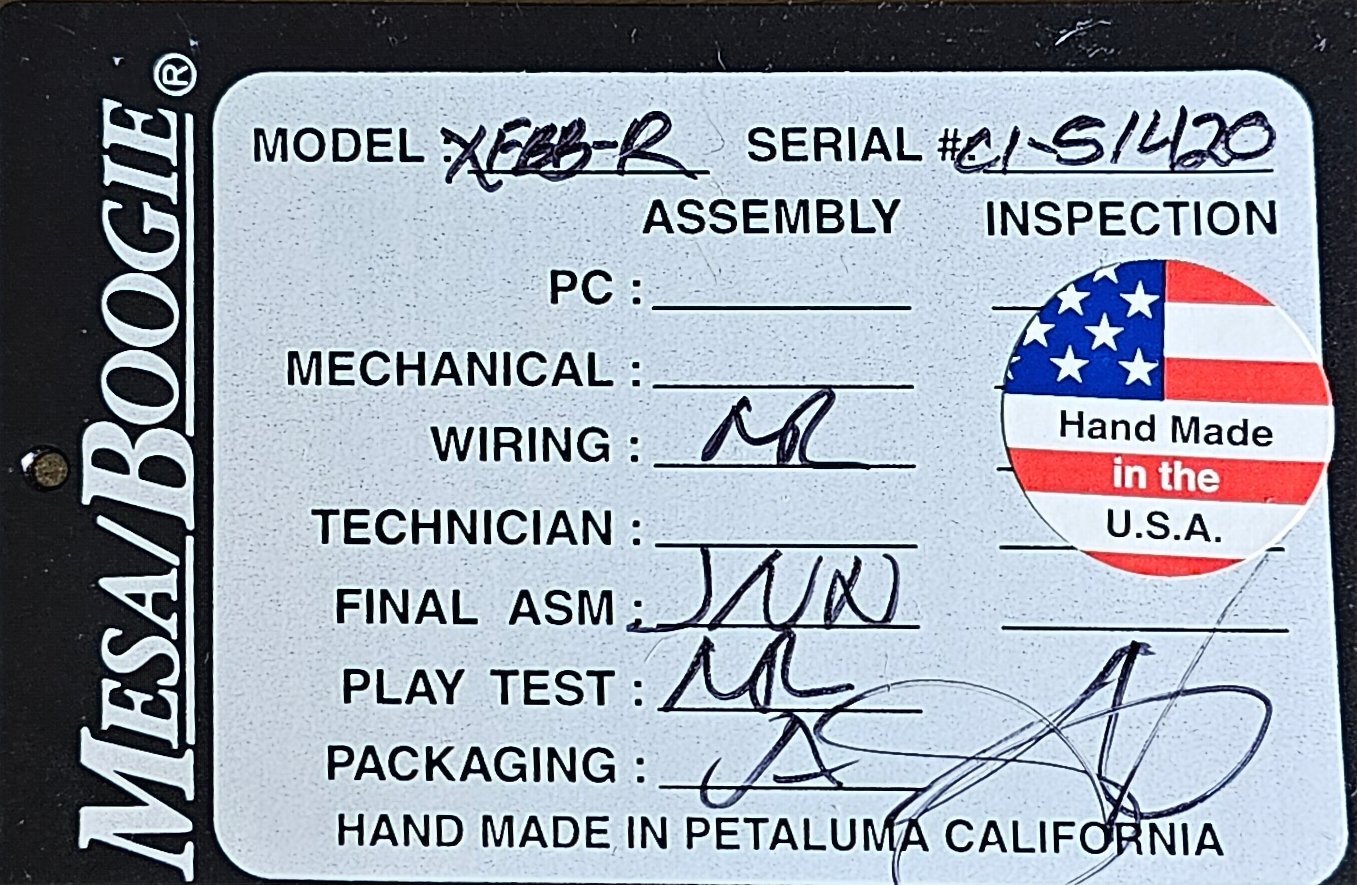 MESA/BOOGIE®
MODEL : XFBB-R SERIAL #: C1-S1420
ASSEMBLY INSPECTION
PC :
MECHANICAL :
WIRING : MR
TECHNICIAN :
FINAL ASM :
PLAY TEST : MR
PACKAGING :
HAND MADE IN PETALUMA CALIFORNIA
Hand Made
in the
U.S.A.